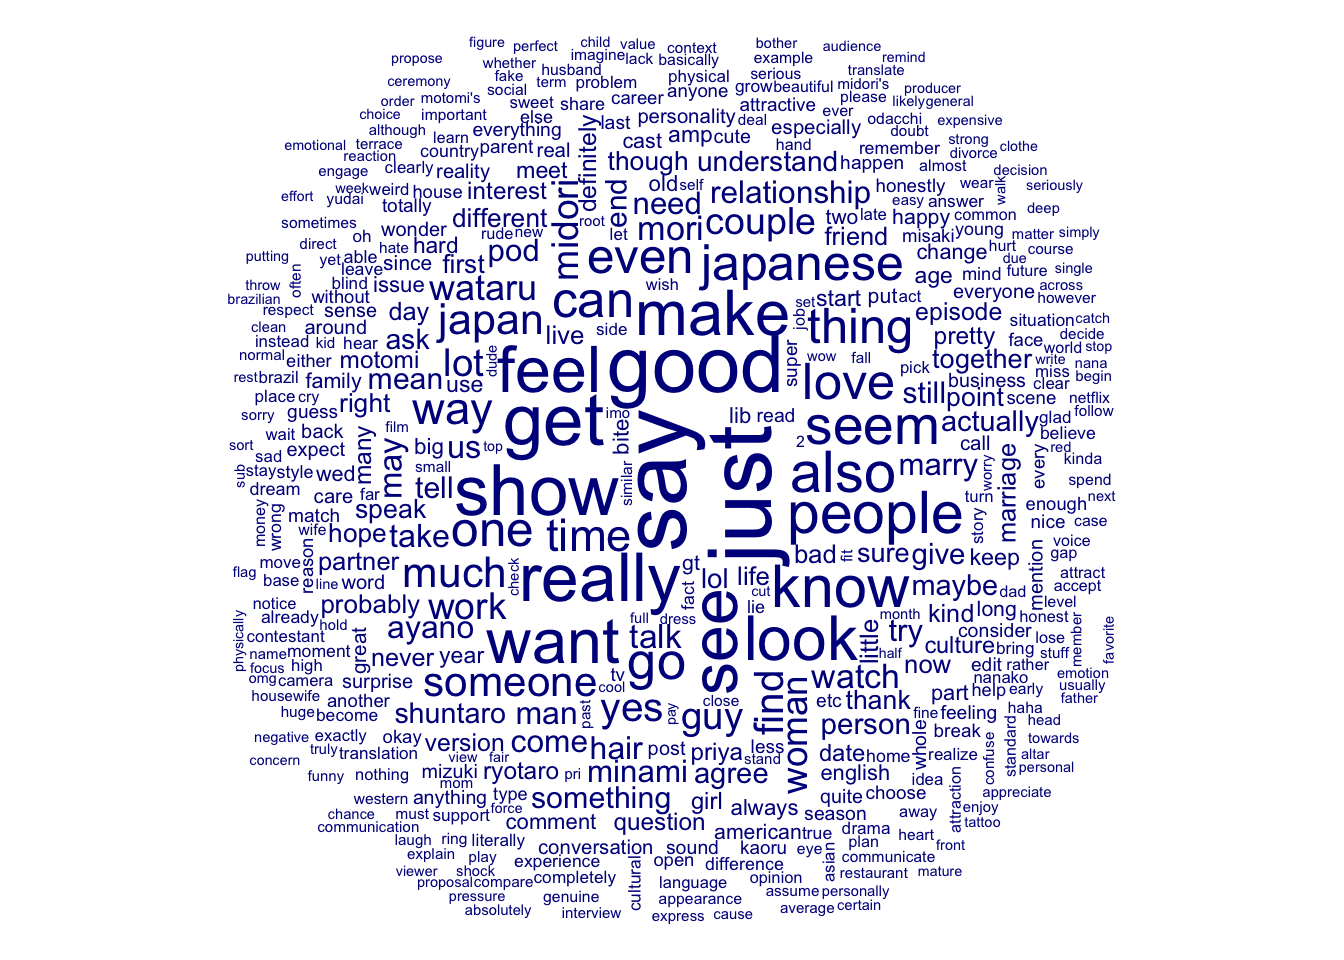 figure perfect child value context bother audience
propose whether imagine lack basically example remind
ceremony fake husband physical serious translate
social term problem anyone grow beautiful midori's producer
order motomi's sweet share career attractive please likely general
choice important else last personality deal ever odacchi expensive
although learn everything definitely cast amp cute especially doubt strong
emotional terrace country parent real hand remember divorce clothe
reaction clearly reality meet though understand happen almost decision
engage week weird house interest midori end old self relationship honestly wear walk seriously
effort yudai totally different need easy answer deep
sometimes wonder rude new root let mori couple two late happy common
direct oh hate hard pod friend misaki young matter simply
putting yet able since first even japanese change hurt due course
throw often leave blind issue wataru wish age mind future single across
brazilian respect without sense day can make side job set start put act everyone however
clean instead around japan live thing episode situation catch
normal kid hear ask pretty face decide
either motomi lot dude feel good super wow fall together world stop
rest brazil family mean use love pick business write miss nana begin
place cry guess right way get imo lib read still point scene clear netflix
sorry film bite say just 2 seem actually glad follow
sort wait back many may big us top call believe
sad expect small also marry red kinda
sub stay style wed tell show similar people worry marriage every spend
dream care far speak turn story enough next
money wrong match hope take one time nice case
wife reason partner much gt bad fit sure give keep mention voice gap
flag move base line word check really fact lol life know maybe dad attract accept
notice already probably work full cut lie month kind long level honest
physically contestant hold ayano want talk dress see look little try consider lose member favorite
name moment great never year go half culture bring stuff
focus high tv watch now edit rather emotion
omg camera surprise someone cool find woman nanako usually
housewife another yes close etc thank part help early father
huge become shuntaro man past pay guy person fine feeling haha
negative exactly okay version come hair post priya less date home whole break head towards
concern truly translation view fair stand realize confuse standard altar
funny nothing mizuki ryotaro pri minami agree english idea personal
western anything mom type something girl always quite choose attraction appreciate
chance must support force comment question season away enjoy
communication american true drama heart tattoo
laugh ring literally conversation sound kaoru eye plan front
explain play experience open difference asian communicate
viewer shock completely cultural language opinion restaurant mature
proposal compare genuine appearance assume personally
pressure interview express cause average certain
absolutely